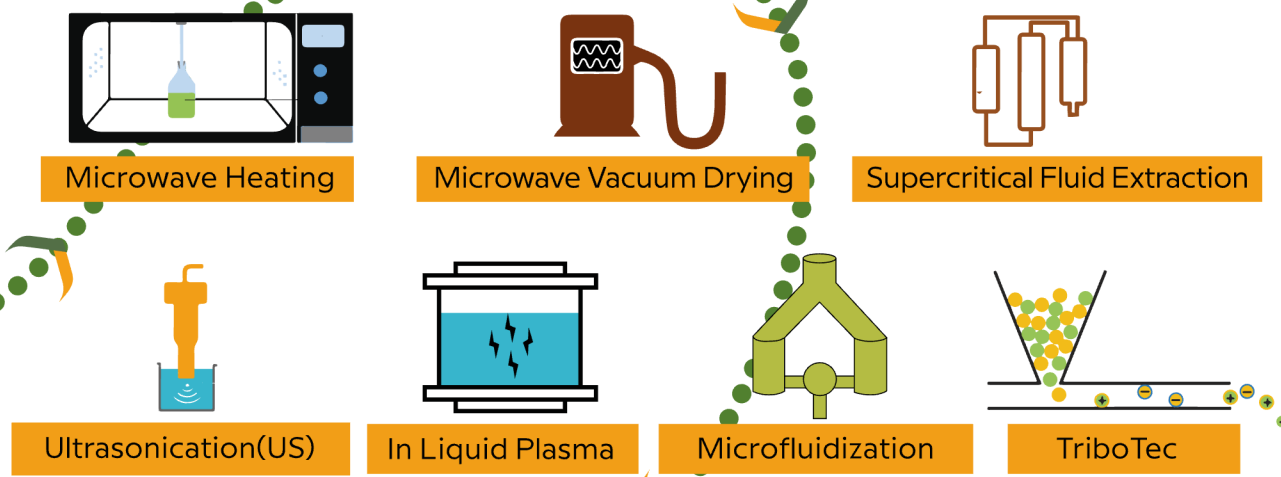 Microwave Heating
Microwave Vacuum Drying
Supercritical Fluid Extraction
Ultrasonication(US)
In Liquid Plasma
Microfluidization
TriboTec